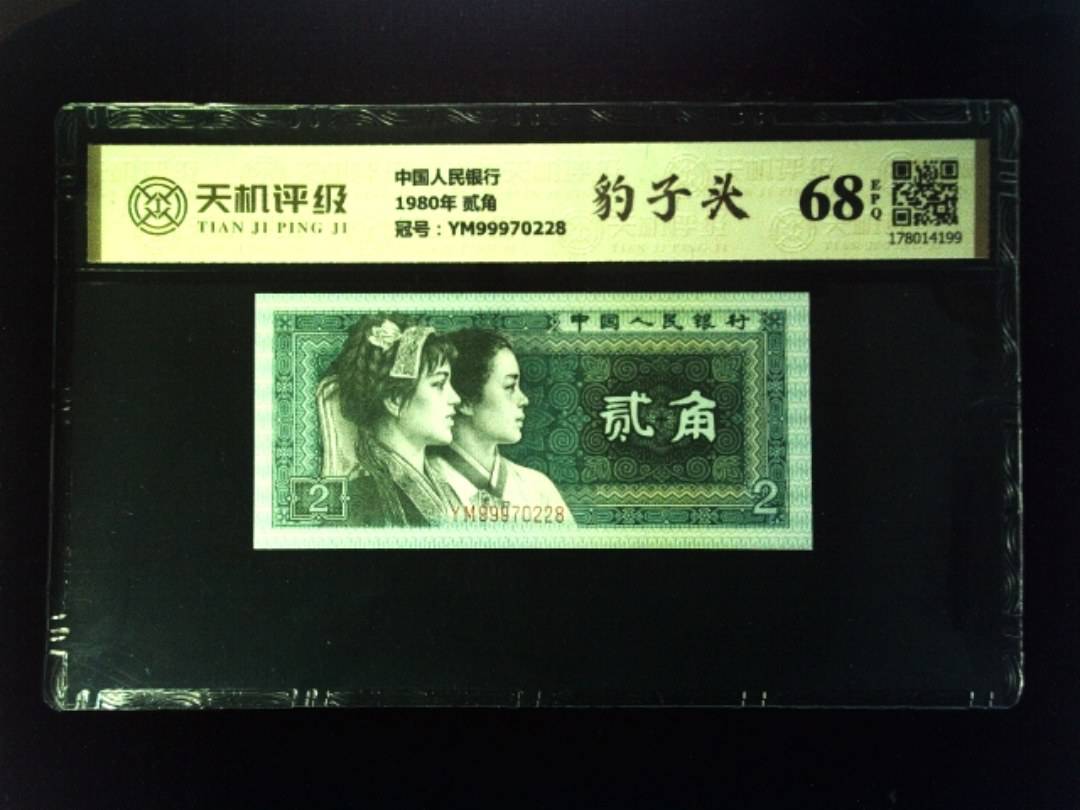 天机评级
TIAN JI PING JI
中国人民银行
1980年 贰角
冠号：YM99970228
豹子头
68
EPQ
178014199
中国人民银行
贰角
2
2
YM99970228